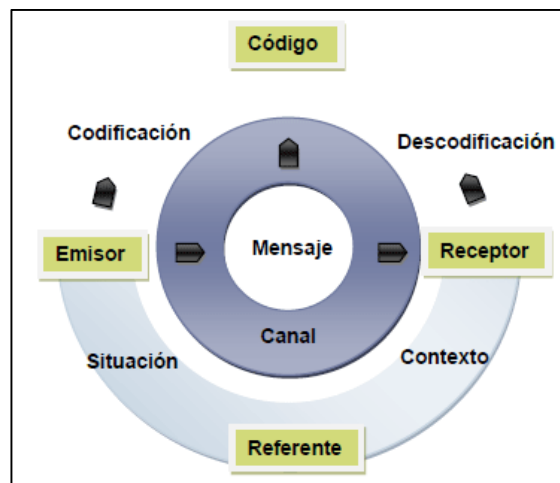 Código
Codificación
Descodificación
Emisor
Mensaje
Receptor
Canal
Situación
Contexto
Referente